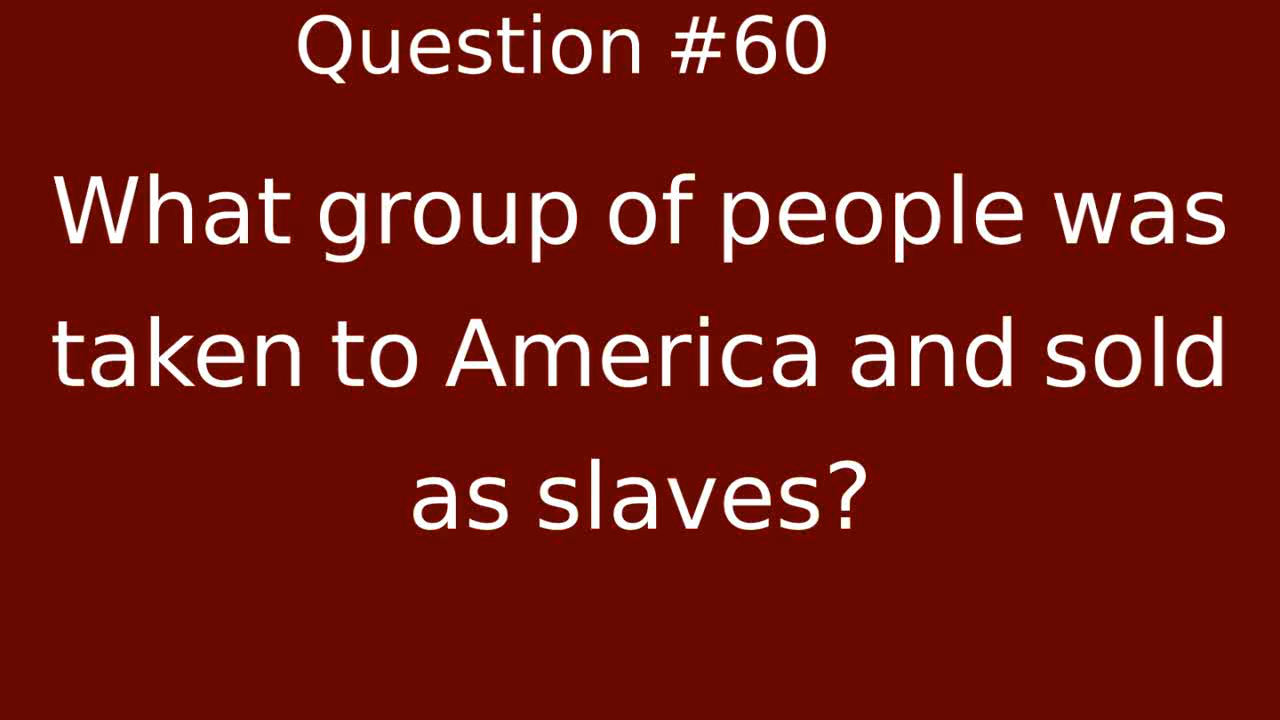 Question #60
What group of people was
taken to America and sold
as slaves?